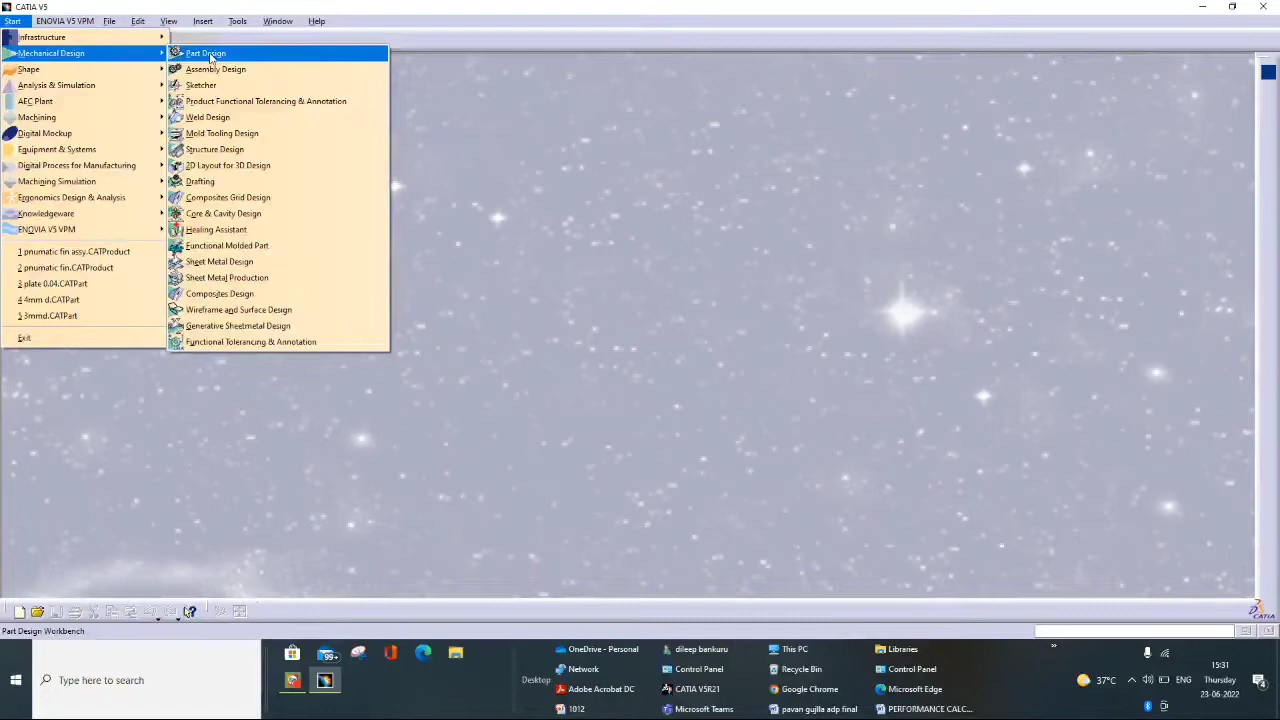 CATIA V5
Start
ENOVIA V5 VPM
File
Edit
View
Insert
Tools
Window
Help
Infrastructure
Mechanical Design
Shape
Analysis & Simulation
AEC Plant
Machining
Digital Mockup
Equipment & Systems
Digital Process for Manufacturing
Machining Simulation
Ergonomics Design & Analysis
Knowledgeware
ENOVIA V5 VPM
1 pnumatic fin assy.CATProduct
2 pnumatic fin.CATProduct
3 plate 0.04.CATPart
4 4mm d.CATPart
5 3mmd.CATPart
Exit
Part Design
Assembly Design
Sketcher
Product Functional Tolerancing & Annotation
Weld Design
Mold Tooling Design
Structure Design
2D Layout for 3D Design
Drafting
Composites Grid Design
Core & Cavity Design
Healing Assistant
Functional Molded Part
Sheet Metal Design
Sheet Metal Production
Composites Design
Wireframe and Surface Design
Generative Sheetmetal Design
Functional Tolerancing & Annotation
CATIA
Part Design Workbench
Type here to search
99+
Desktop
OneDrive - Personal
dileep bankuru
This PC
Libraries
Network
Control Panel
Recycle Bin
Control Panel
Adobe Acrobat DC
CATIA V5R21
Google Chrome
Microsoft Edge
1012
Microsoft Teams
pavan gujlla adp final
PERFORMANCE CALC...
»
37°C
ENG
15:31
Thursday
23-06-2022
4